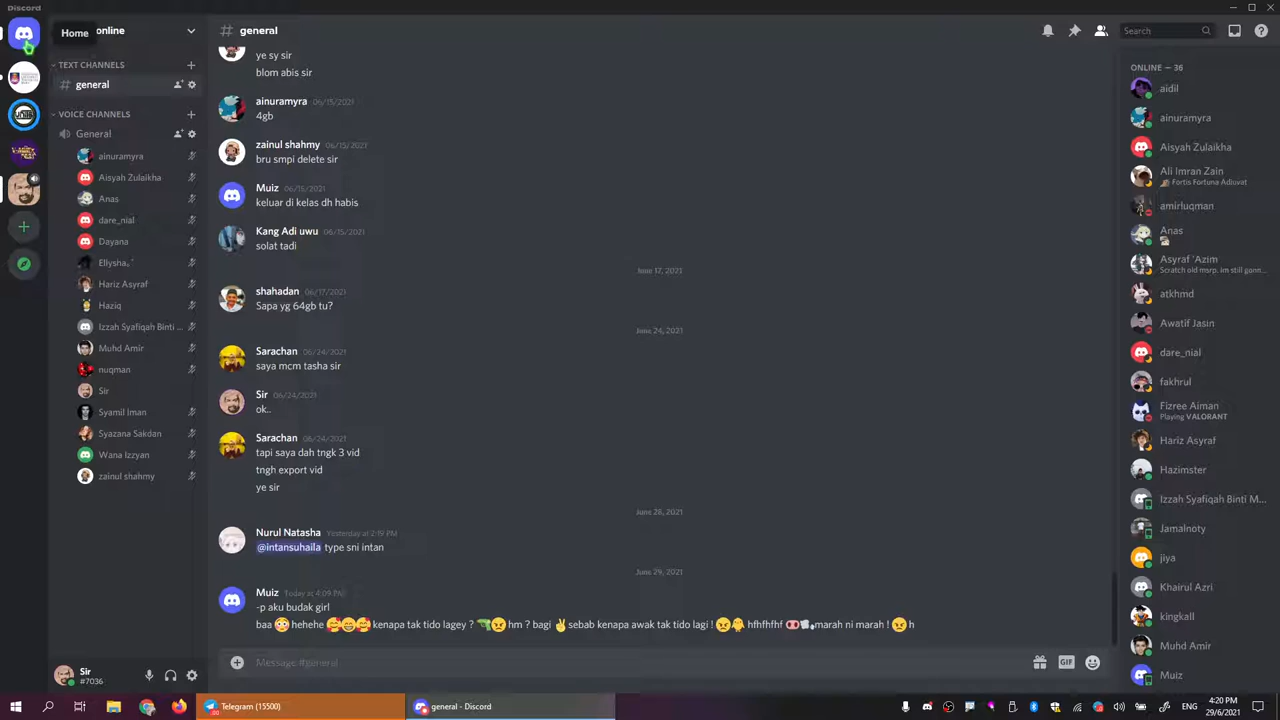 Discord
Home
online
general
Search
TEXT CHANNELS
general
VOICE CHANNELS
General
ainuramyra
Aisyah Zulaikha
Anas
dare_nial
Dayana
Ellysha..
Hariz Asyraf
Haziq
Izzah Syafiqah Binti ...
Muhd Amir
nuqman
Sir
Syamil Iman
Syazana Sakdan
Wana Izzyan
zainul shahmy
Sir
#7036
ye sy sir
blom abis sir
ainuramyra 06/15/2021
4gb
zainul shahmy 06/15/2021
bru smpi delete sir
Muiz 06/15/2021
keluar di kelas dh habis
Kang Adi uwu 06/15/2021
solat tadi
June 17, 2021
shahadan 06/17/2021
Sapa yg 64gb tu?
June 24, 2021
Sarachan 06/24/2021
saya mcm tasha sir
Sir 06/24/2021
ok..
Sarachan 06/24/2021
tapi saya dah tngk 3 vid
tngh export vid
ye sir
June 28, 2021
Nurul Natasha Yesterday at 2:19 PM
@intansuhaila type sni intan
June 29, 2021
Muiz Today at 4:09 PM
-p aku budak girl
baa 😳 hehehe 🥰😄🥰 kenapa tak tido lagey ? 🔫😠 hm ? bagi ✌ sebab kenapa awak tak tido lagi ! 😠🐥 hfhfhfhf 🐽💨 marah ni marah ! 😠 h
Message #general
GIF
ONLINE — 36
aidil
ainuramyra
Aisyah Zulaikha
Ali Imran Zain
Fortis Fortuna Adiuvat
amirluqman
Anas
Asyraf 'Azim
Scratch old msrp. im still gonn...
atkhmd
Awatif Jasin
dare_nial
fakhrul
Fizree Aiman
Playing VALORANT
Hariz Asyraf
Hazimster
Izzah Syafiqah Binti M...
Jamalnoty
jiya
Khairul Azri
kingkall
Muhd Amir
Muiz
Telegram (15500)
general - Discord
4:20 PM
29/6/2021